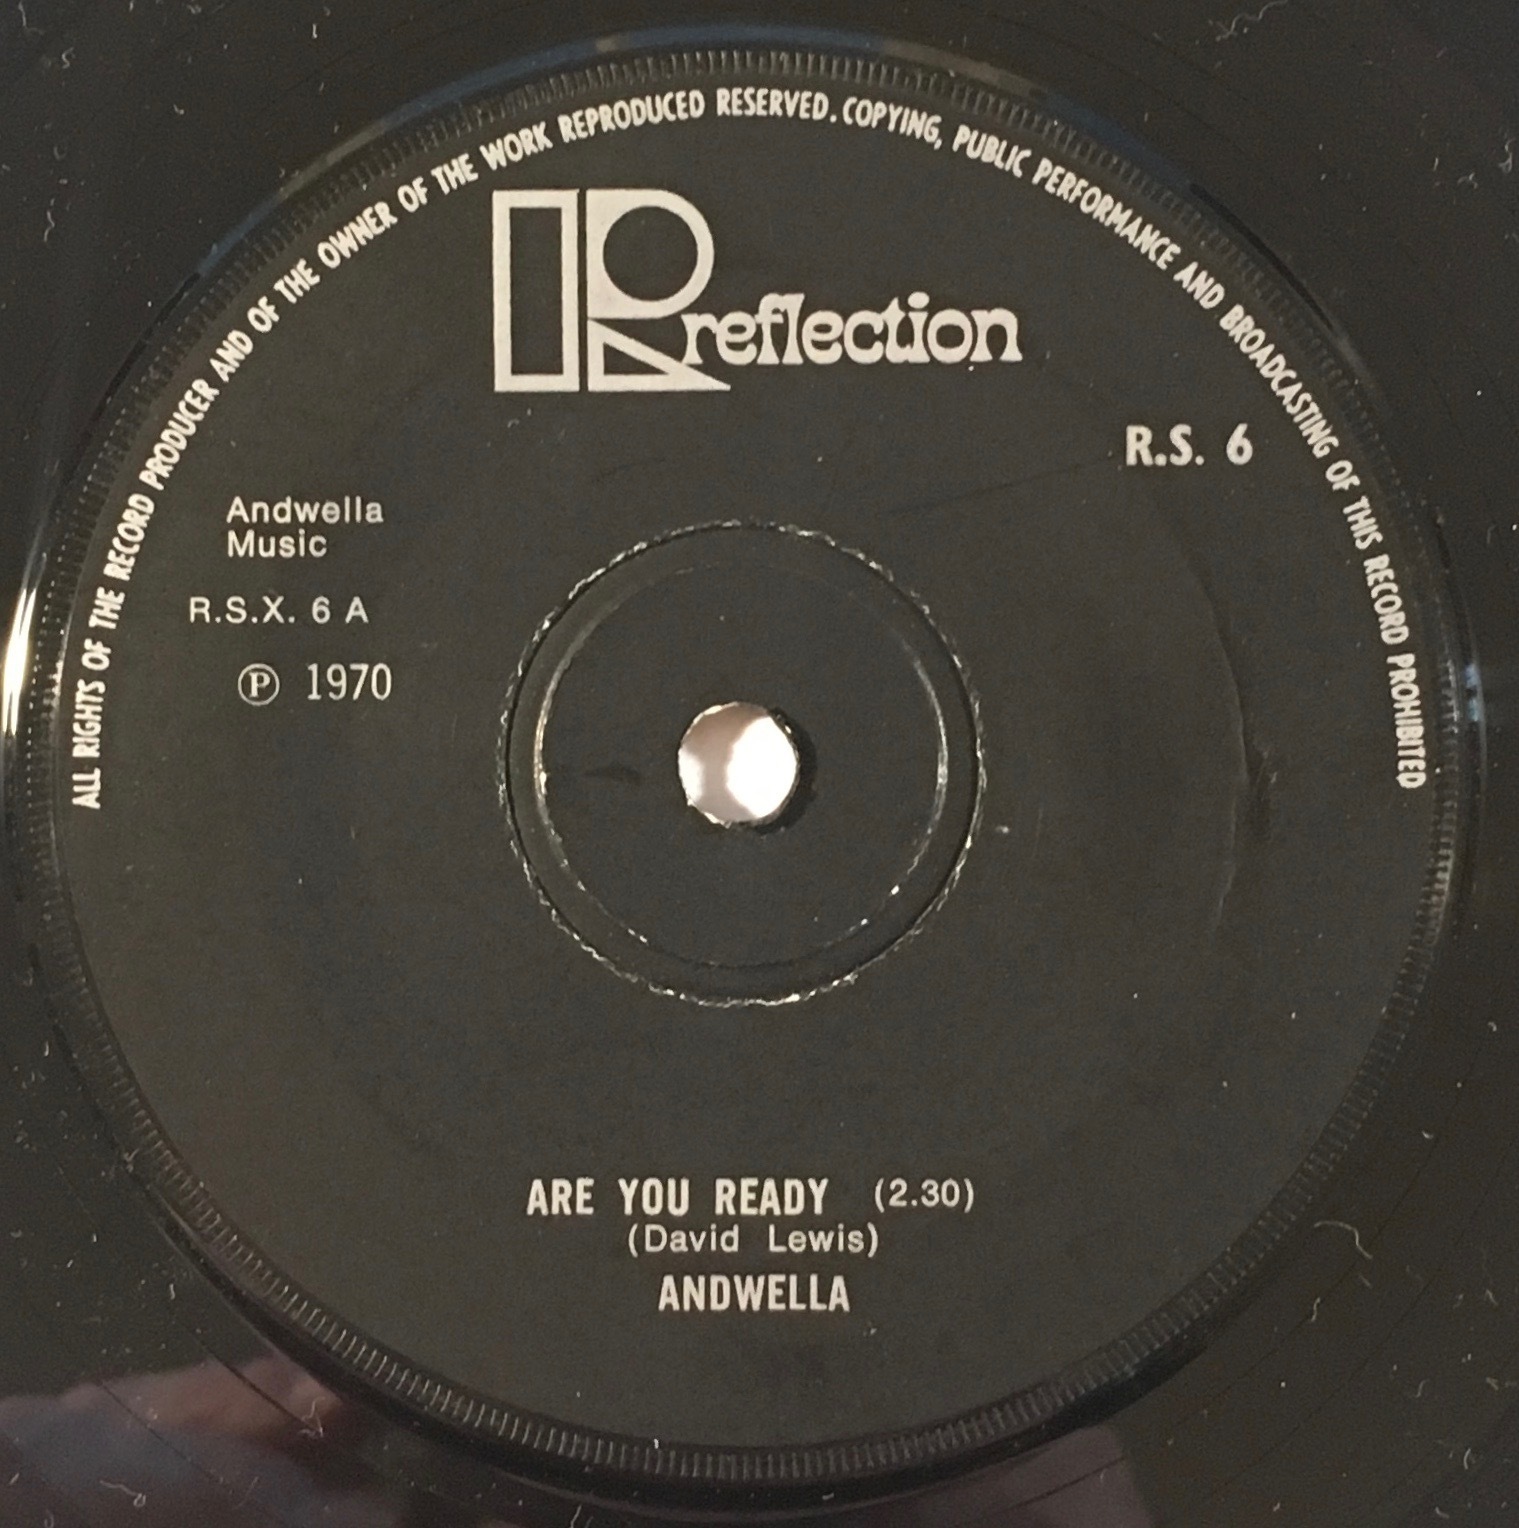 ALL RIGHTS OF THE RECORD PRODUCER AND OF THE OWNER OF THE WORK REPRODUCED RESERVED. COPYING, PUBLIC PERFORMANCE AND BROADCASTING OF THIS RECORD PROHIBITED
R reflection
R.S. 6
Andwella
Music
R.S.X. 6 A
Ⓟ 1970
ARE YOU READY (2.30)
(David Lewis)
ANDWELLA